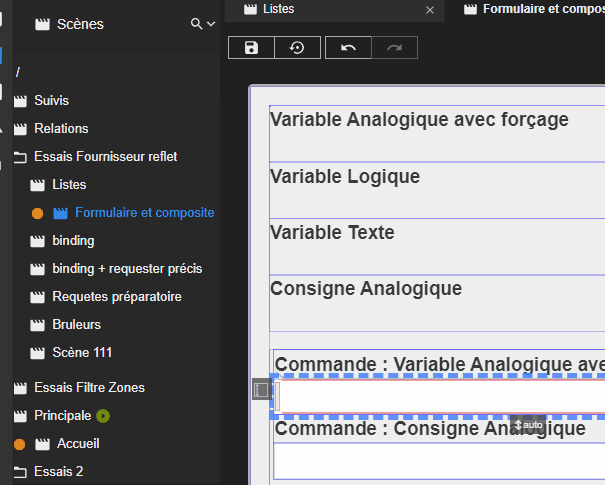 Scènes
/
Suivis
Relations
Essais Fournisseur reflet
Listes
Formulaire et composite
binding
binding + requester précis
Requetes préparatoire
Bruleurs
Scène 111
Essais Filtre Zones
Principale
Accueil
Essais 2
Listes
Formulaire et compos
Variable Analogique avec forçage
Variable Logique
Variable Texte
Consigne Analogique
Commande : Variable Analogique ave
auto
Commande : Consigne Analogique